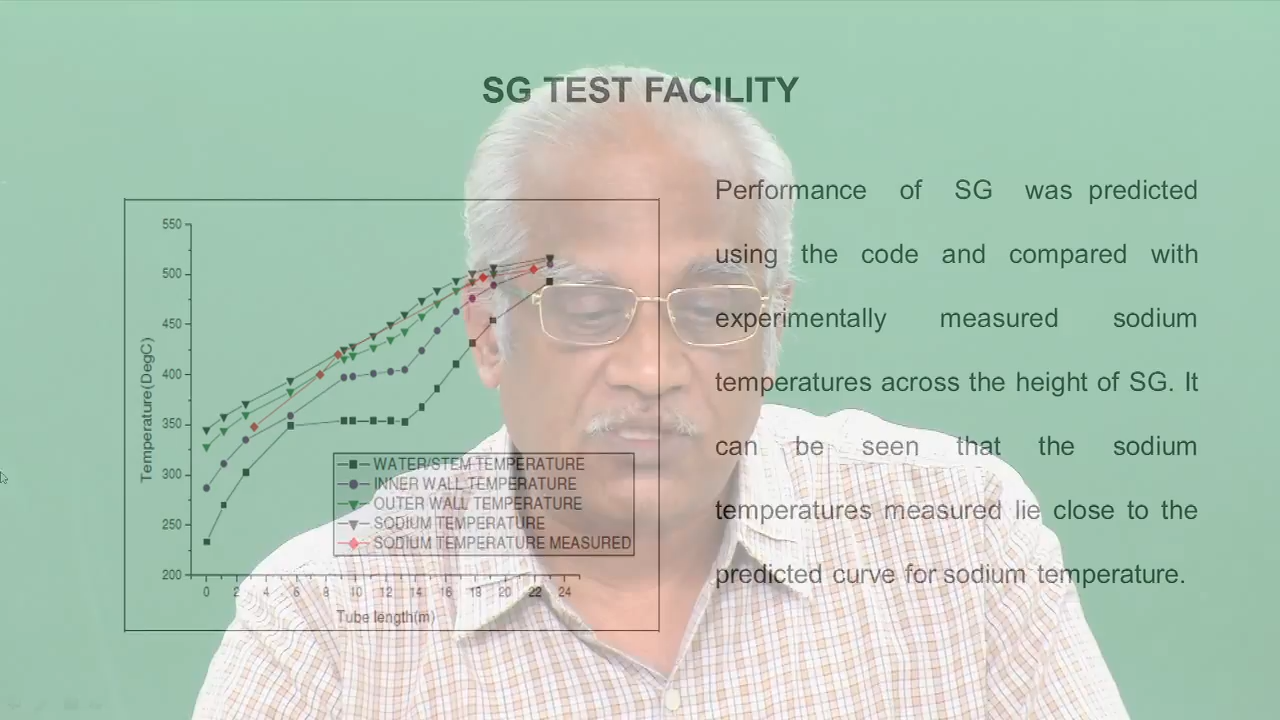 SG TEST FACILITY
Performance of SG was predicted
using the code and compared with
experimentally measured sodium
temperatures across the height of SG. It
can be seen that the sodium
temperatures measured lie close to the
predicted curve for sodium temperature.
550
500
450
400
350
300
250
200
Temperature(DegC)
WATER/STEM TEMPERATURE
INNER WALL TEMPERATURE
OUTER WALL TEMPERATURE
SODIUM TEMPERATURE
SODIUM TEMPERATURE MEASURED
0 2 4 6 8 10 12 14 16 18 20 22 24
Tube length(m)